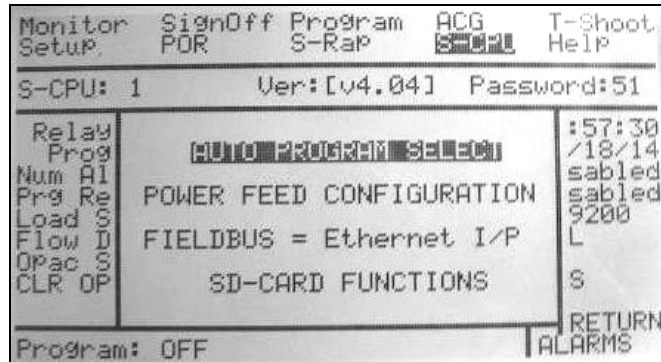 Monitor SignOff Program ACG T-Shoot
Setup POR S-Rap S-CPU Help
S-CPU: 1 Ver:[v4.04] Password:51
Relay
Prog
Num Al
Prg Re
Load S
Flow D
Opac S
CLR OP
AUTO PROGRAM SELECT
POWER FEED CONFIGURATION
FIELDBUS = Ethernet I/P
SD-CARD FUNCTIONS
:57:30
/18/14
sabled
sabled
9200
L
S
RETURN
Program: OFF ALARMS